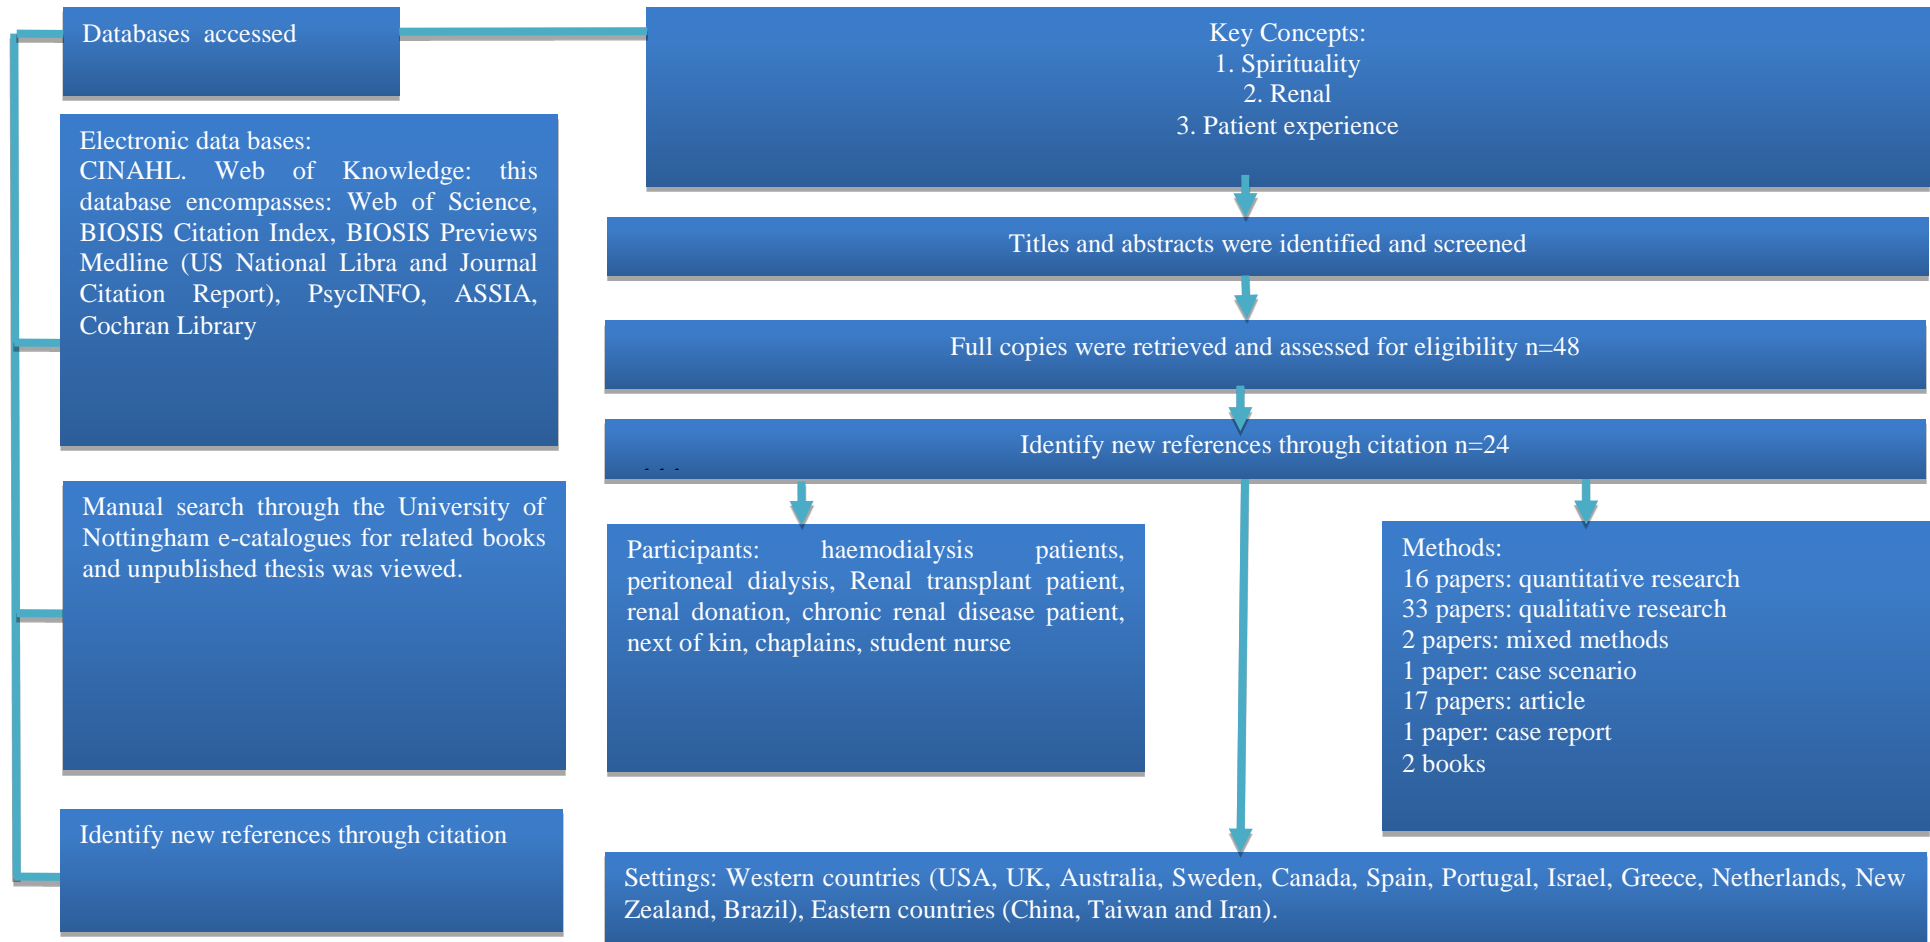 Databases accessed
Electronic data bases:
CINAHL. Web of Knowledge: this
database encompasses: Web of Science,
BIOSIS Citation Index, BIOSIS Previews
Medline (US National Libra and Journal
Citation Report), PsycINFO, ASSIA,
Cochran Library
Manual search through the University of
Nottingham e-catalogues for related books
and unpublished thesis was viewed.
Identify new references through citation
Key Concepts:
1. Spirituality
2. Renal
3. Patient experience
Titles and abstracts were identified and screened
Full copies were retrieved and assessed for eligibility n=48
Identify new references through citation n=24
Participants: haemodialysis patients,
peritoneal dialysis, Renal transplant patient,
renal donation, chronic renal disease patient,
next of kin, chaplains, student nurse
Methods:
16 papers: quantitative research
33 papers: qualitative research
2 papers: mixed methods
1 paper: case scenario
17 papers: article
1 paper: case report
2 books
Settings: Western countries (USA, UK, Australia, Sweden, Canada, Spain, Portugal, Israel, Greece, Netherlands, New
Zealand, Brazil), Eastern countries (China, Taiwan and Iran).